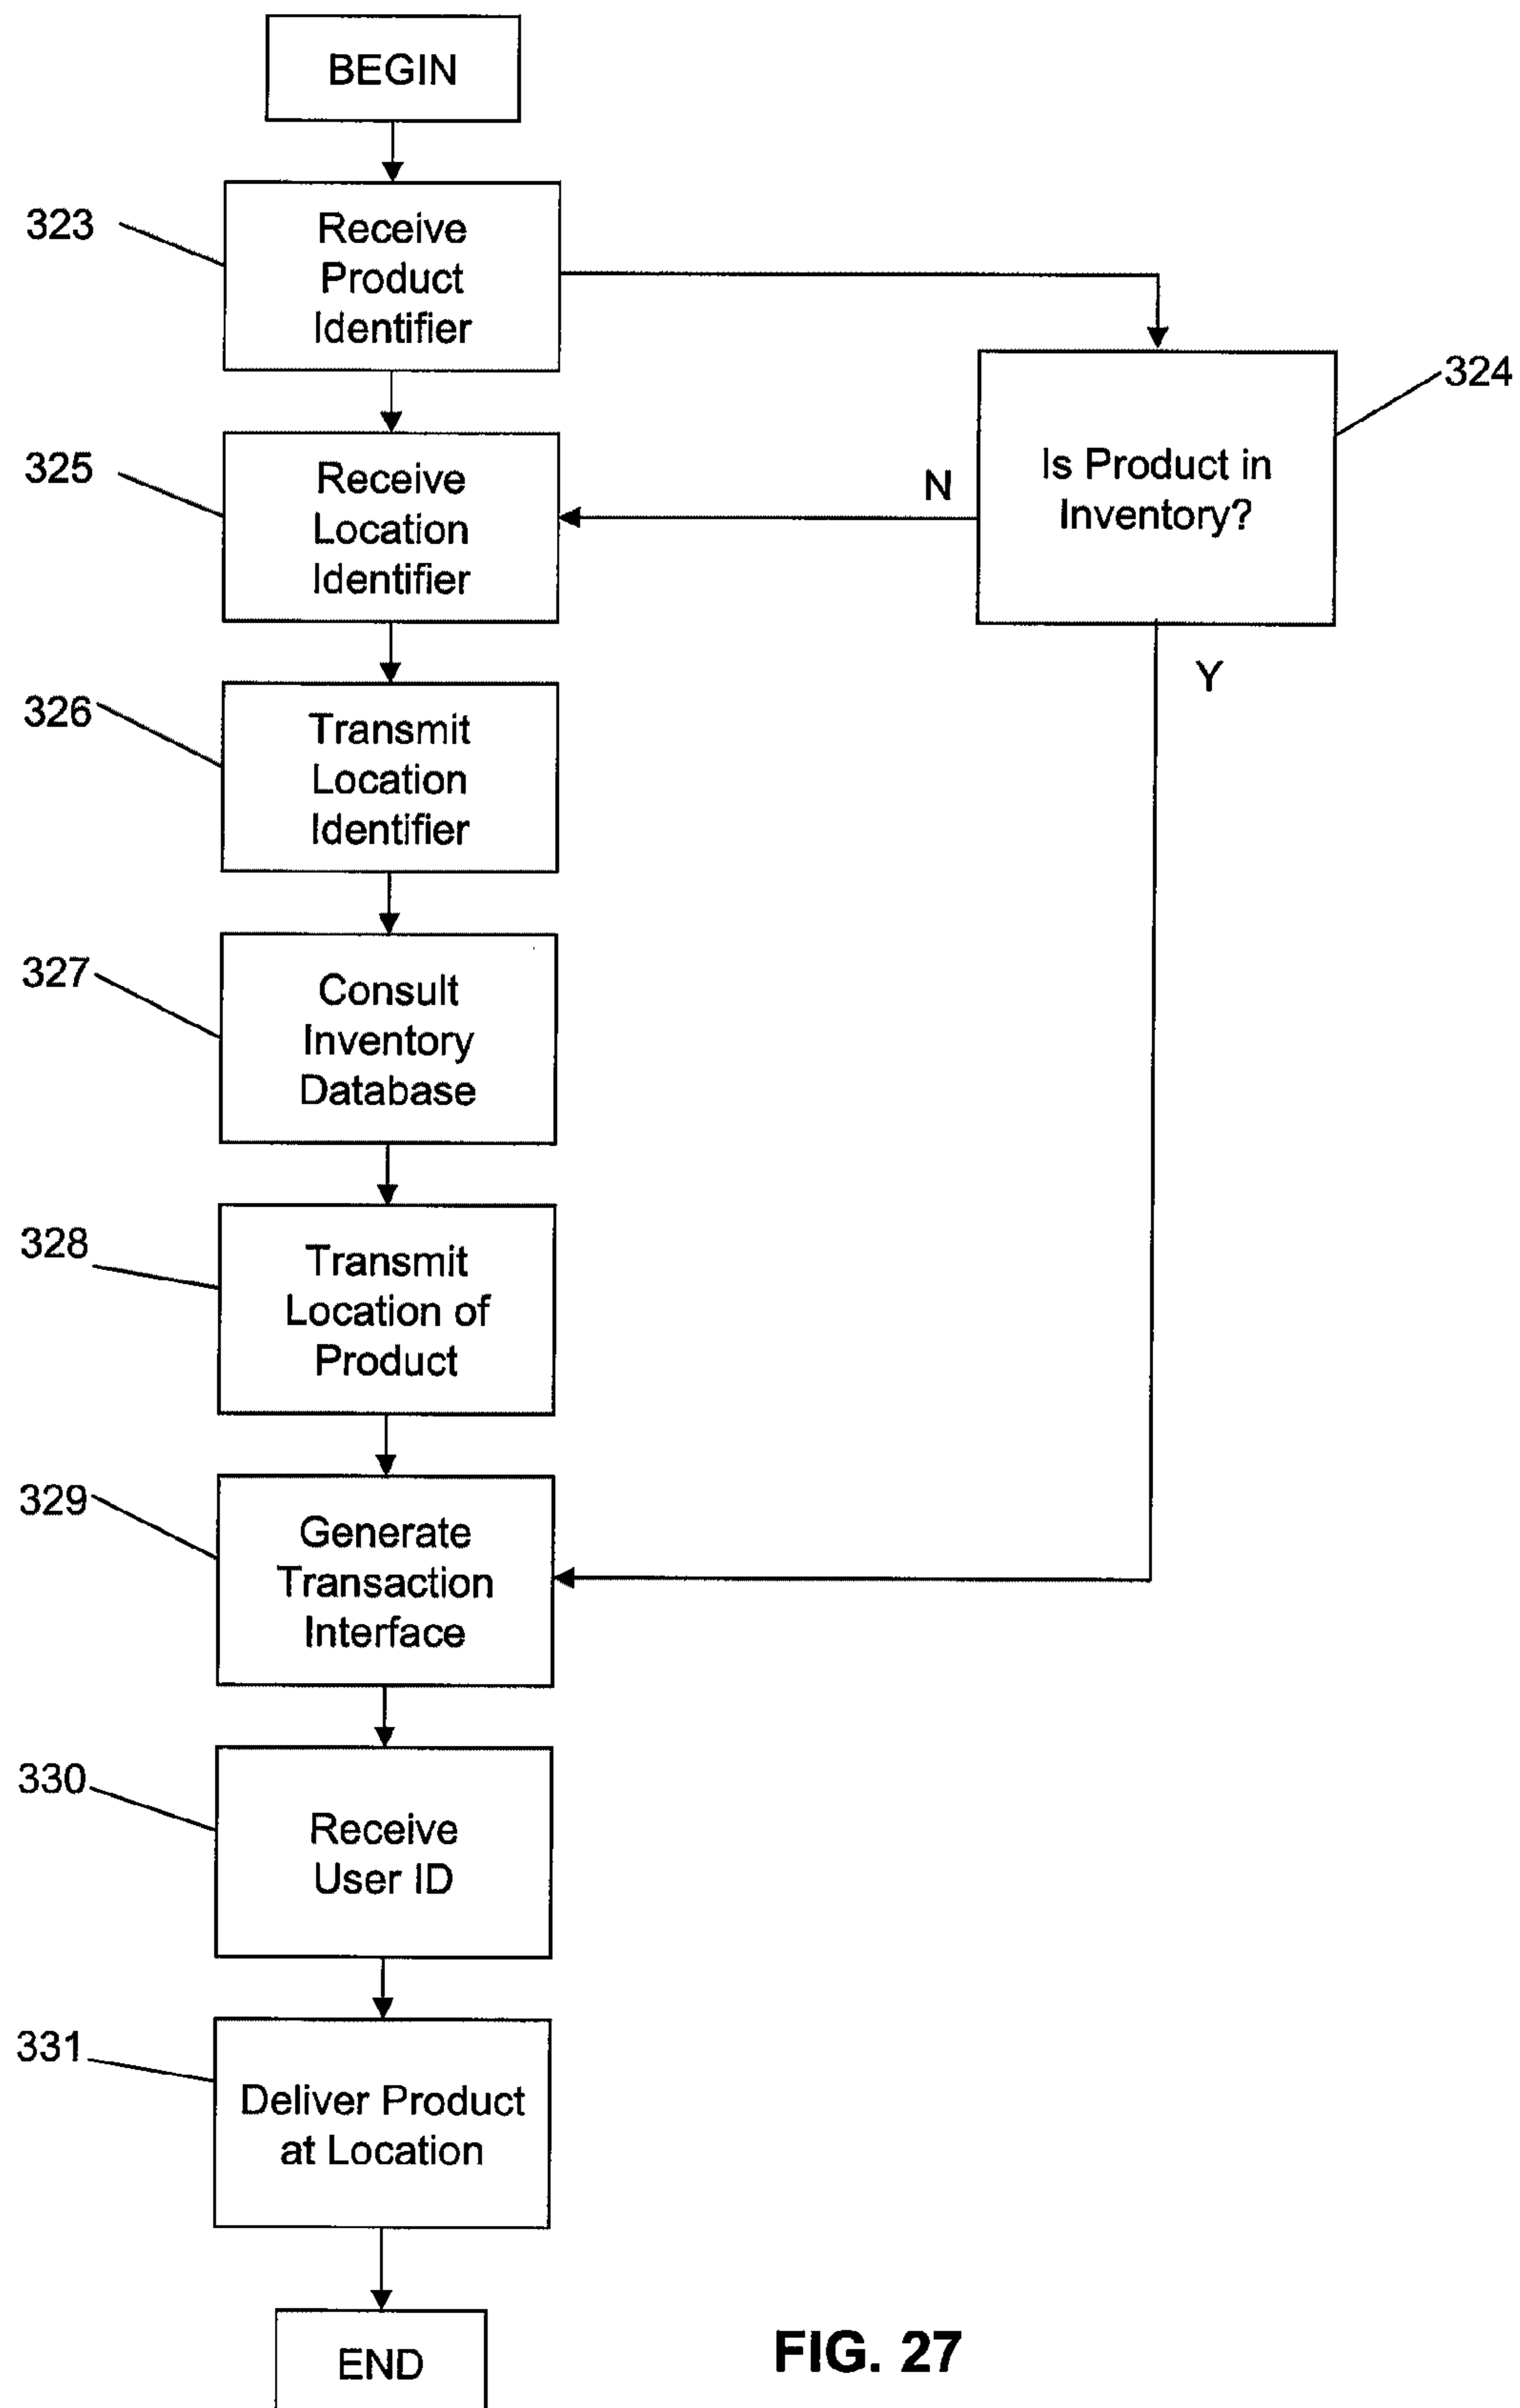 BEGIN
323
Receive
Product
Identifier
324
Is Product in
Inventory?
N
Y
325
Receive
Location
Identifier
326
Transmit
Location
Identifier
327
Consult
Inventory
Database
328
Transmit
Location of
Product
329
Generate
Transaction
Interface
330
Receive
User ID
331
Deliver Product
at Location
END
FIG. 27